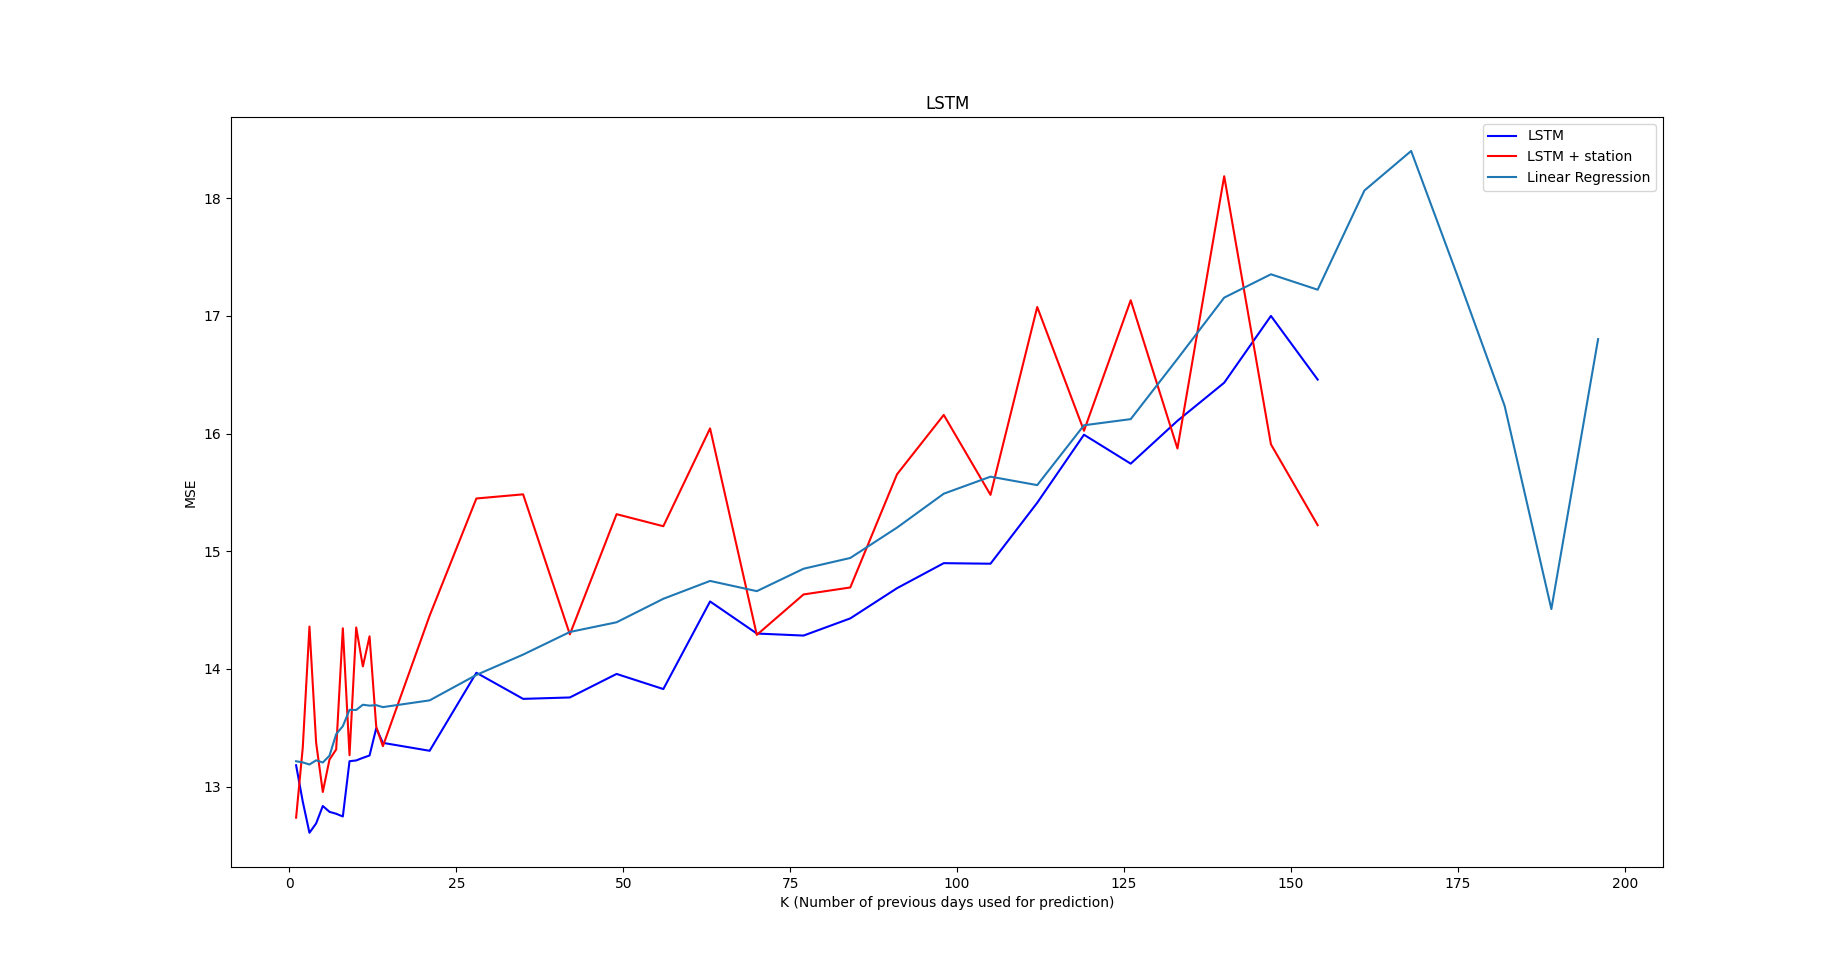 LSTM
LSTM
LSTM + station
Linear Regression
18
17
16
15
14
13
MSE
0 25 50 75 100 125 150 175 200
K (Number of previous days used for prediction)